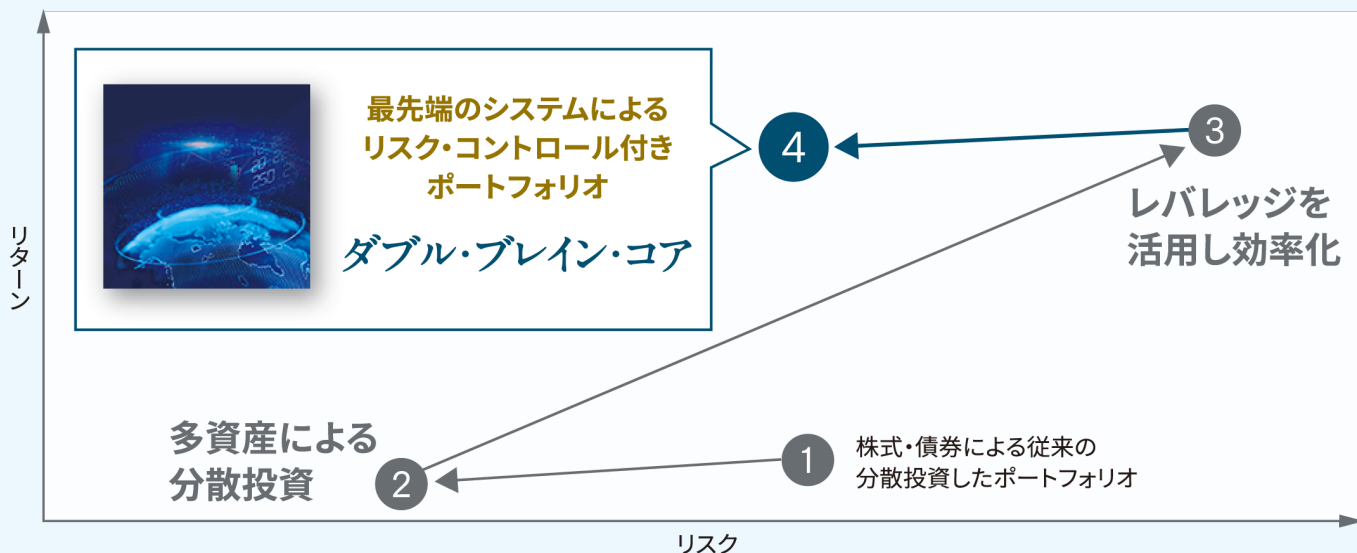 リターン
最先端のシステムによる
リスク・コントロール付き
ポートフォリオ
ダブル・ブレイン・コア
4
3
レバレッジを
活用し効率化
多資産による
分散投資
2
1
株式・債券による従来の
分散投資したポートフォリオ
リスク